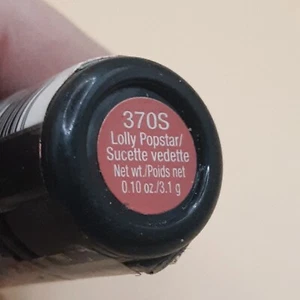 370S
Lolly Popstar/
Sucette vedette
Net wt./Poids net
0.10 oz./3.1 g